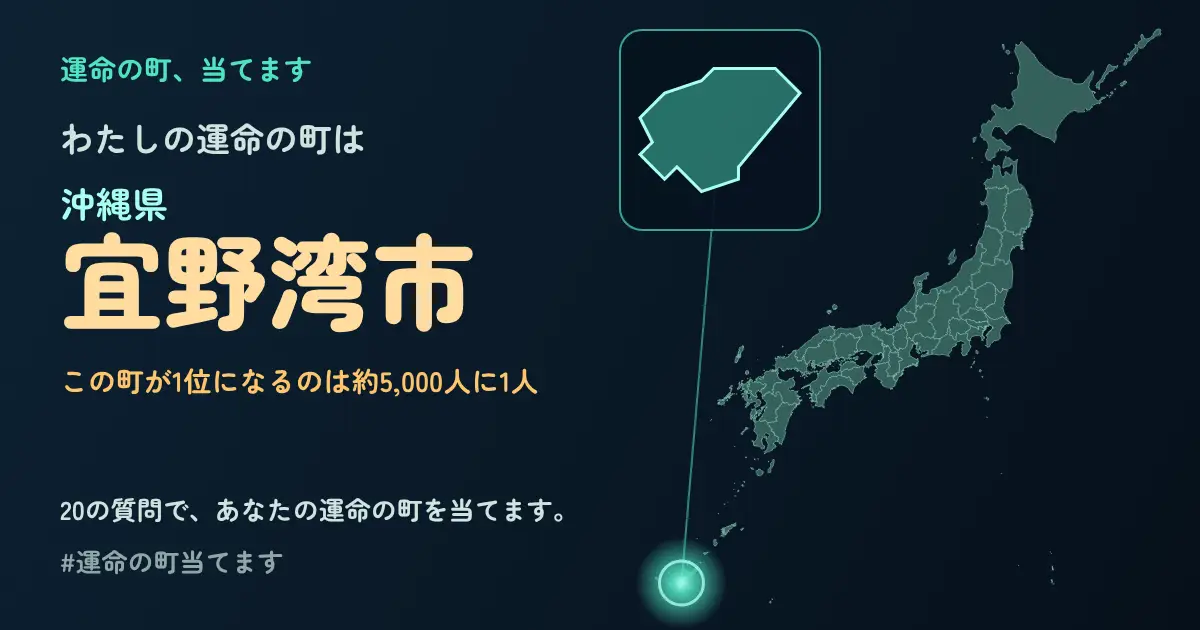 運命の町、当てます
わたしの運命の町は
沖縄県
宜野湾市
この町が1位になるのは約5,000人に1人
20の質問で、あなたの運命の町を当てます。
#運命の町当てます